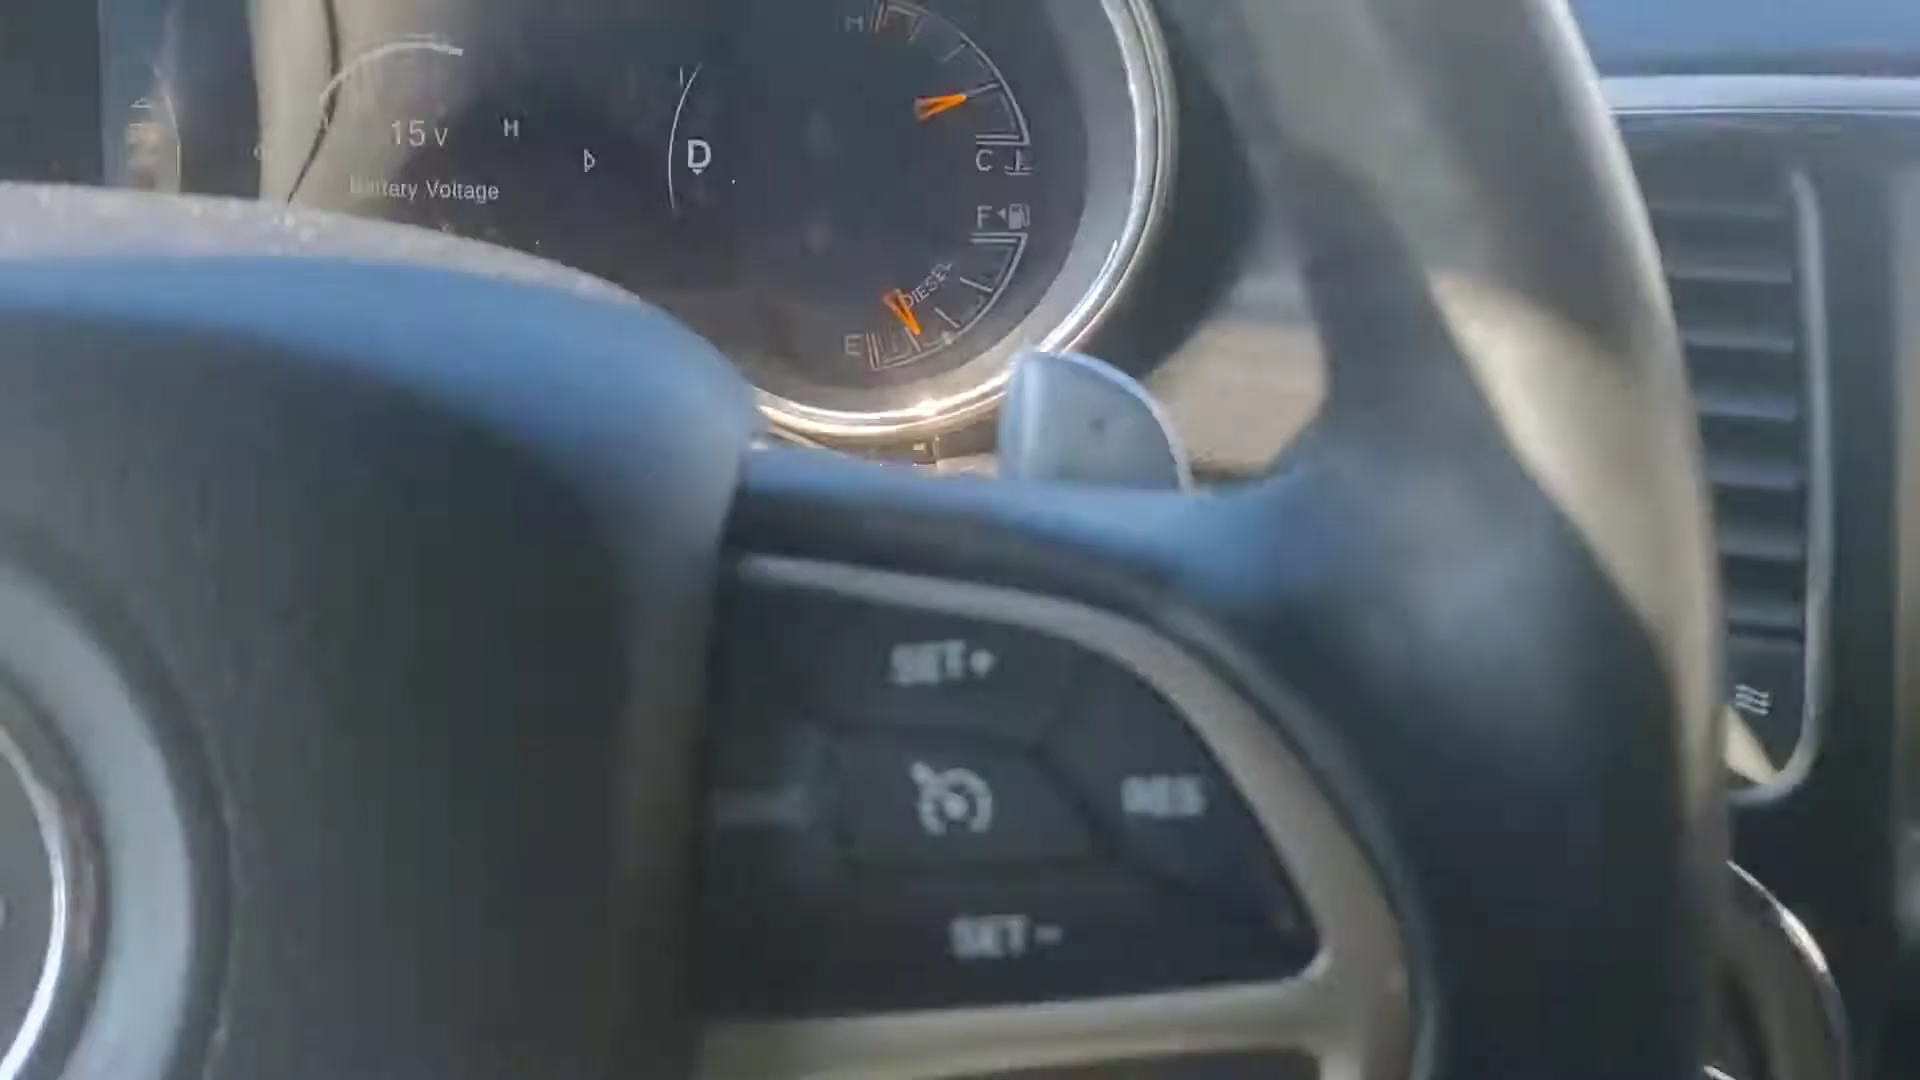 H
15 V
H
D
Battery Voltage
C
F
DIESEL
E
SET+
RES
SET-